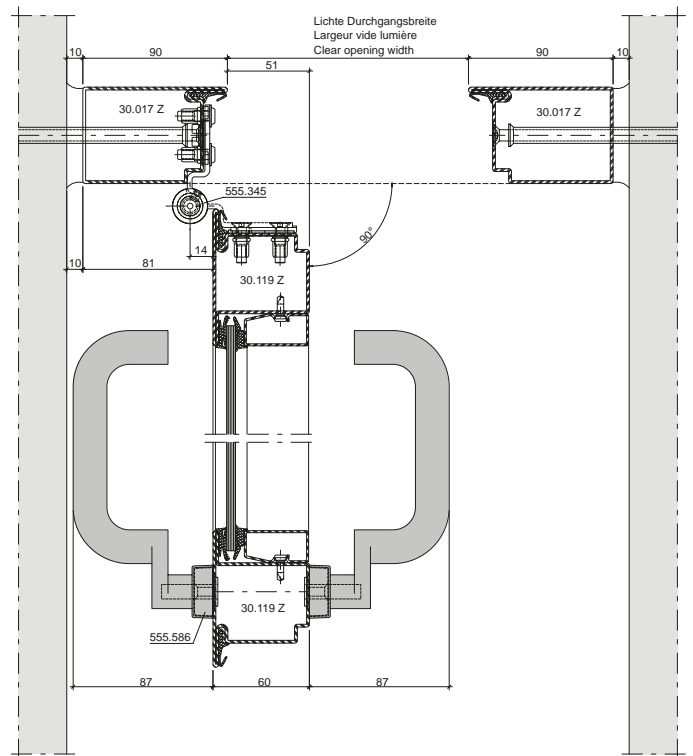 Lichte Durchgangsbreite
Largeur vide lumière
Clear opening width
10
90
90
10
51
30.017 Z
30.017 Z
555.345
90°
14
10
81
30.119 Z
30.119 Z
555.586
87
60
87